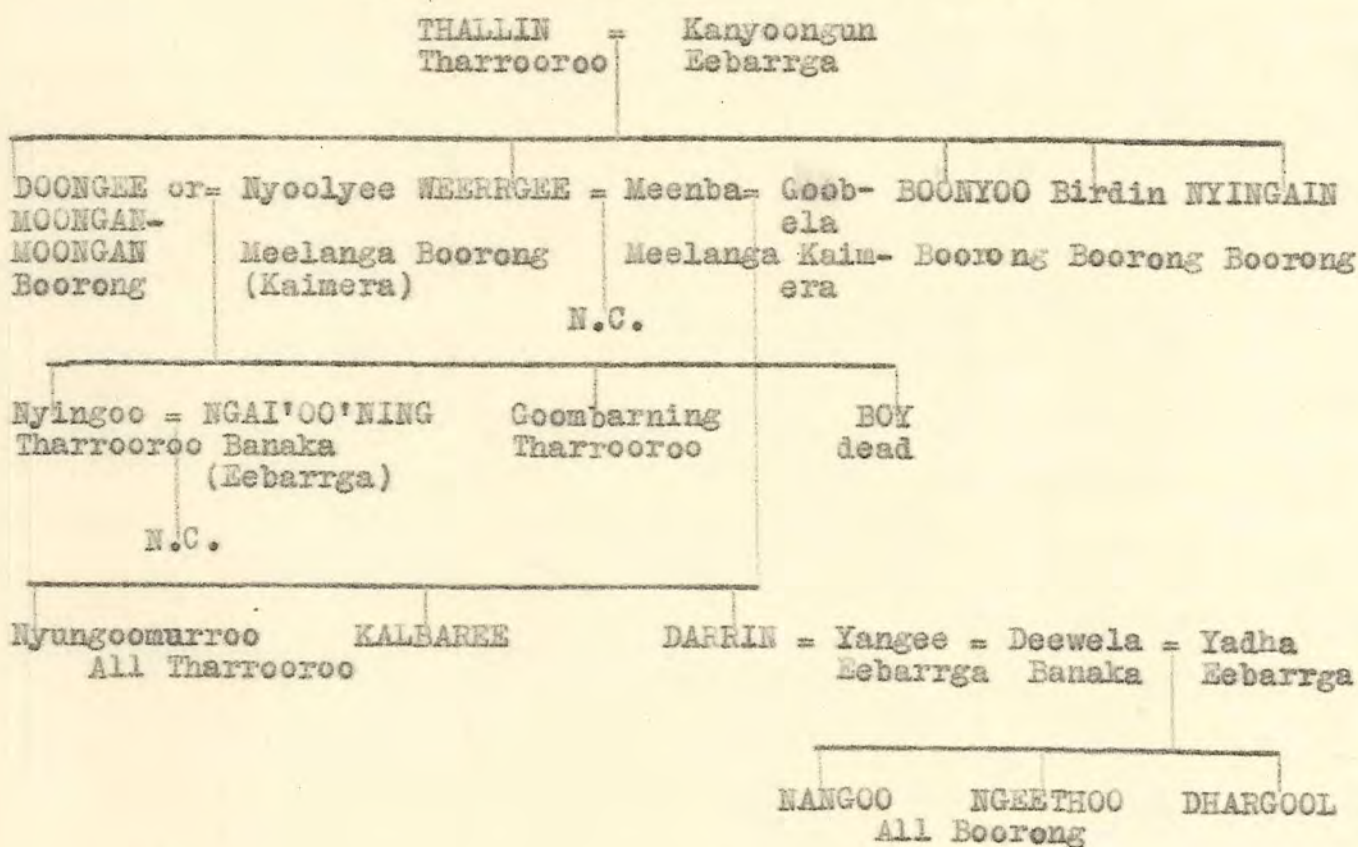 THALLIN = Kanyoongun
Tharrooroo Eebarrga
DOONGEE or= Nyoolyee WEERRGEE = Meenba= Goob- BOONYOO Birdin NYINGAIN
MOONGAN- ela
MOONGAN Meelanga Boorong Meelanga Kaim- Boorong Boorong Boorong
Boorong (Kaimera) era
N.C.
Nyingoo = NGAI'OO'NING Goombarning BOY
Tharrooroo Banaka Tharrooroo dead
(Eebarrga)
N.C.
Nyungoomurroo KALBAREE DARRIN = Yangee = Deewela = Yadha
All Tharrooroo Eebarrga Banaka Eebarrga
NANGOO NGEETHOO DHARGOOL
All Boorong